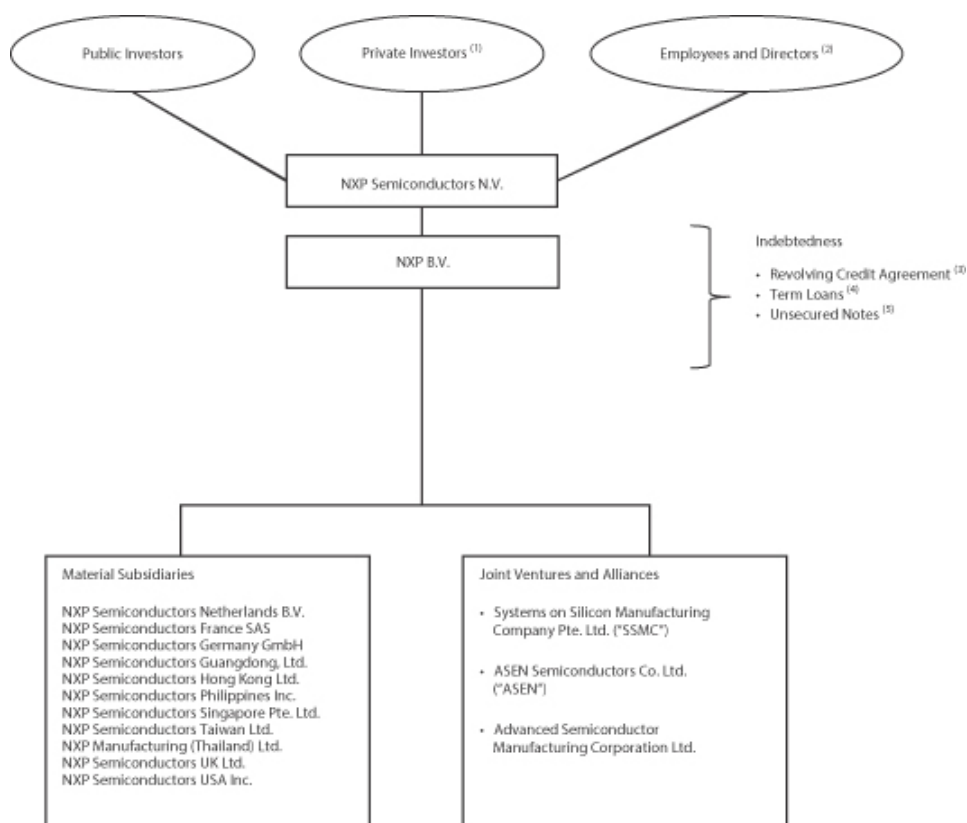 Public Investors
Private Investors (1)
Employees and Directors (2)
NXP Semiconductors N.V.
NXP B.V.
Indebtedness
• Revolving Credit Agreement (3)
• Term Loans (4)
• Unsecured Notes (5)
Material Subsidiaries
NXP Semiconductors Netherlands B.V.
NXP Semiconductors France SAS
NXP Semiconductors Germany GmbH
NXP Semiconductors Guangdong, Ltd.
NXP Semiconductors Hong Kong Ltd.
NXP Semiconductors Philippines Inc.
NXP Semiconductors Singapore Pte. Ltd.
NXP Semiconductors Taiwan Ltd.
NXP Manufacturing (Thailand) Ltd.
NXP Semiconductors UK Ltd.
NXP Semiconductors USA Inc.
Joint Ventures and Alliances
• Systems on Silicon Manufacturing
Company Pte. Ltd. ("SSMC")
• ASEN Semiconductors Co. Ltd.
("ASEN")
• Advanced Semiconductor
Manufacturing Corporation Ltd.